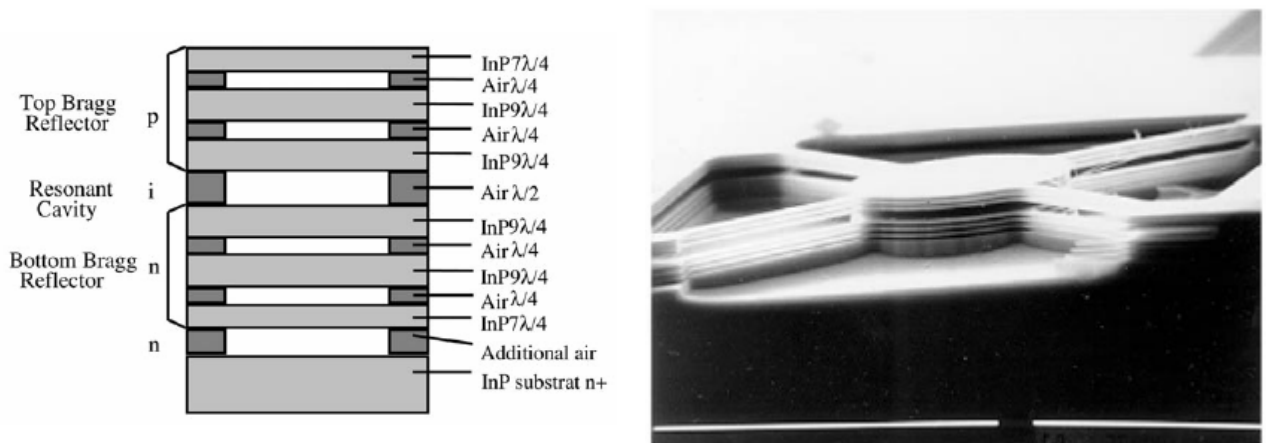 Top Bragg
Reflector
p
Resonant
Cavity
i
Bottom Bragg
Reflector
n
n
InP7λ/4
Airλ/4
InP9λ/4
Airλ/4
InP9λ/4
Airλ/2
InP9λ/4
Airλ/4
InP9λ/4
Airλ/4
InP7λ/4
Additional air
InP substrat n+